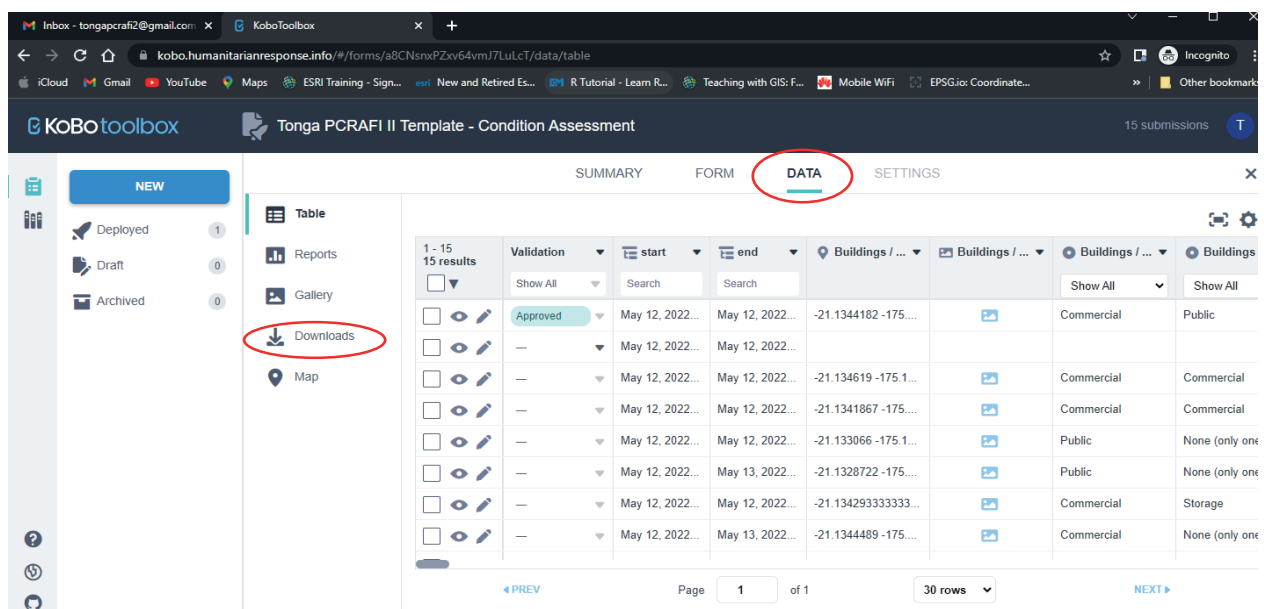 Inbox - tongapcrafi2@gmail.com
KoboToolbox
kobo.humanitarianresponse.info/#/forms/a8CNsnxPZxv64vmJ7LuLcT/data/table
Incognito
iCloud Gmail YouTube Maps ESRI Training - Sign... esri New and Retired Es... R Tutorial - Learn R... Teaching with GIS: F... Mobile WiFi EPSG.io: Coordinate... » Other bookmarks
KOBOtoolbox
Tonga PCRAFI II Template - Condition Assessment
15 submissions T
SUMMARY FORM DATA SETTINGS
NEW
Deployed 1
Draft 0
Archived 0
Table
Reports
Gallery
Downloads
Map
1 - 15
15 results
Validation start end Buildings / ... Buildings / ... Buildings / ... Buildings
Show All Search Search Show All Show All
Approved May 12, 2022... May 12, 2022... -21.1344182 -175.... Commercial Public
— May 12, 2022... May 12, 2022...
— May 12, 2022... May 12, 2022... -21.134619 -175.1... Commercial Commercial
— May 12, 2022... May 12, 2022... -21.1341867 -175.... Commercial Commercial
— May 12, 2022... May 12, 2022... -21.133066 -175.1... Public None (only one
— May 12, 2022... May 13, 2022... -21.1328722 -175.... Public None (only one
— May 12, 2022... May 12, 2022... -21.134293333333... Commercial Storage
— May 12, 2022... May 13, 2022... -21.1344489 -175.... Commercial None (only one
PREV Page 1 of 1 30 rows NEXT